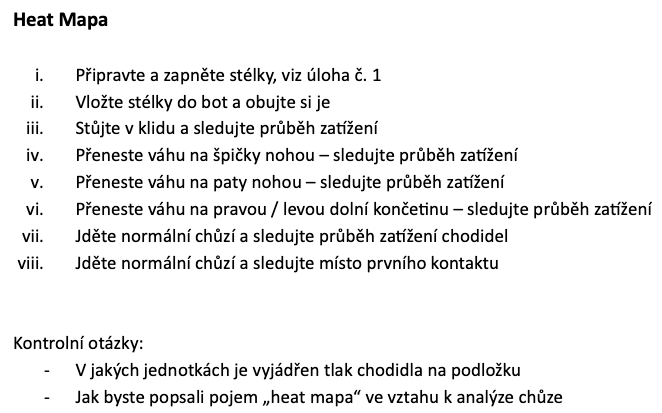 Heat Mapa
i. Připravte a zapněte stélky, viz úloha č. 1
ii. Vložte stélky do bot a obujte si je
iii. Stůjte v klidu a sledujte průběh zatížení
iv. Přeneste váhu na špičky nohou – sledujte průběh zatížení
v. Přeneste váhu na paty nohou – sledujte průběh zatížení
vi. Přeneste váhu na pravou / levou dolní končetinu – sledujte průběh zatížení
vii. Jděte normální chůzí a sledujte průběh zatížení chodidel
viii. Jděte normální chůzí a sledujte místo prvního kontaktu
Kontrolní otázky:
- V jakých jednotkách je vyjádřen tlak chodidla na podložku
- Jak byste popsali pojem „heat mapa“ ve vztahu k analýze chůze